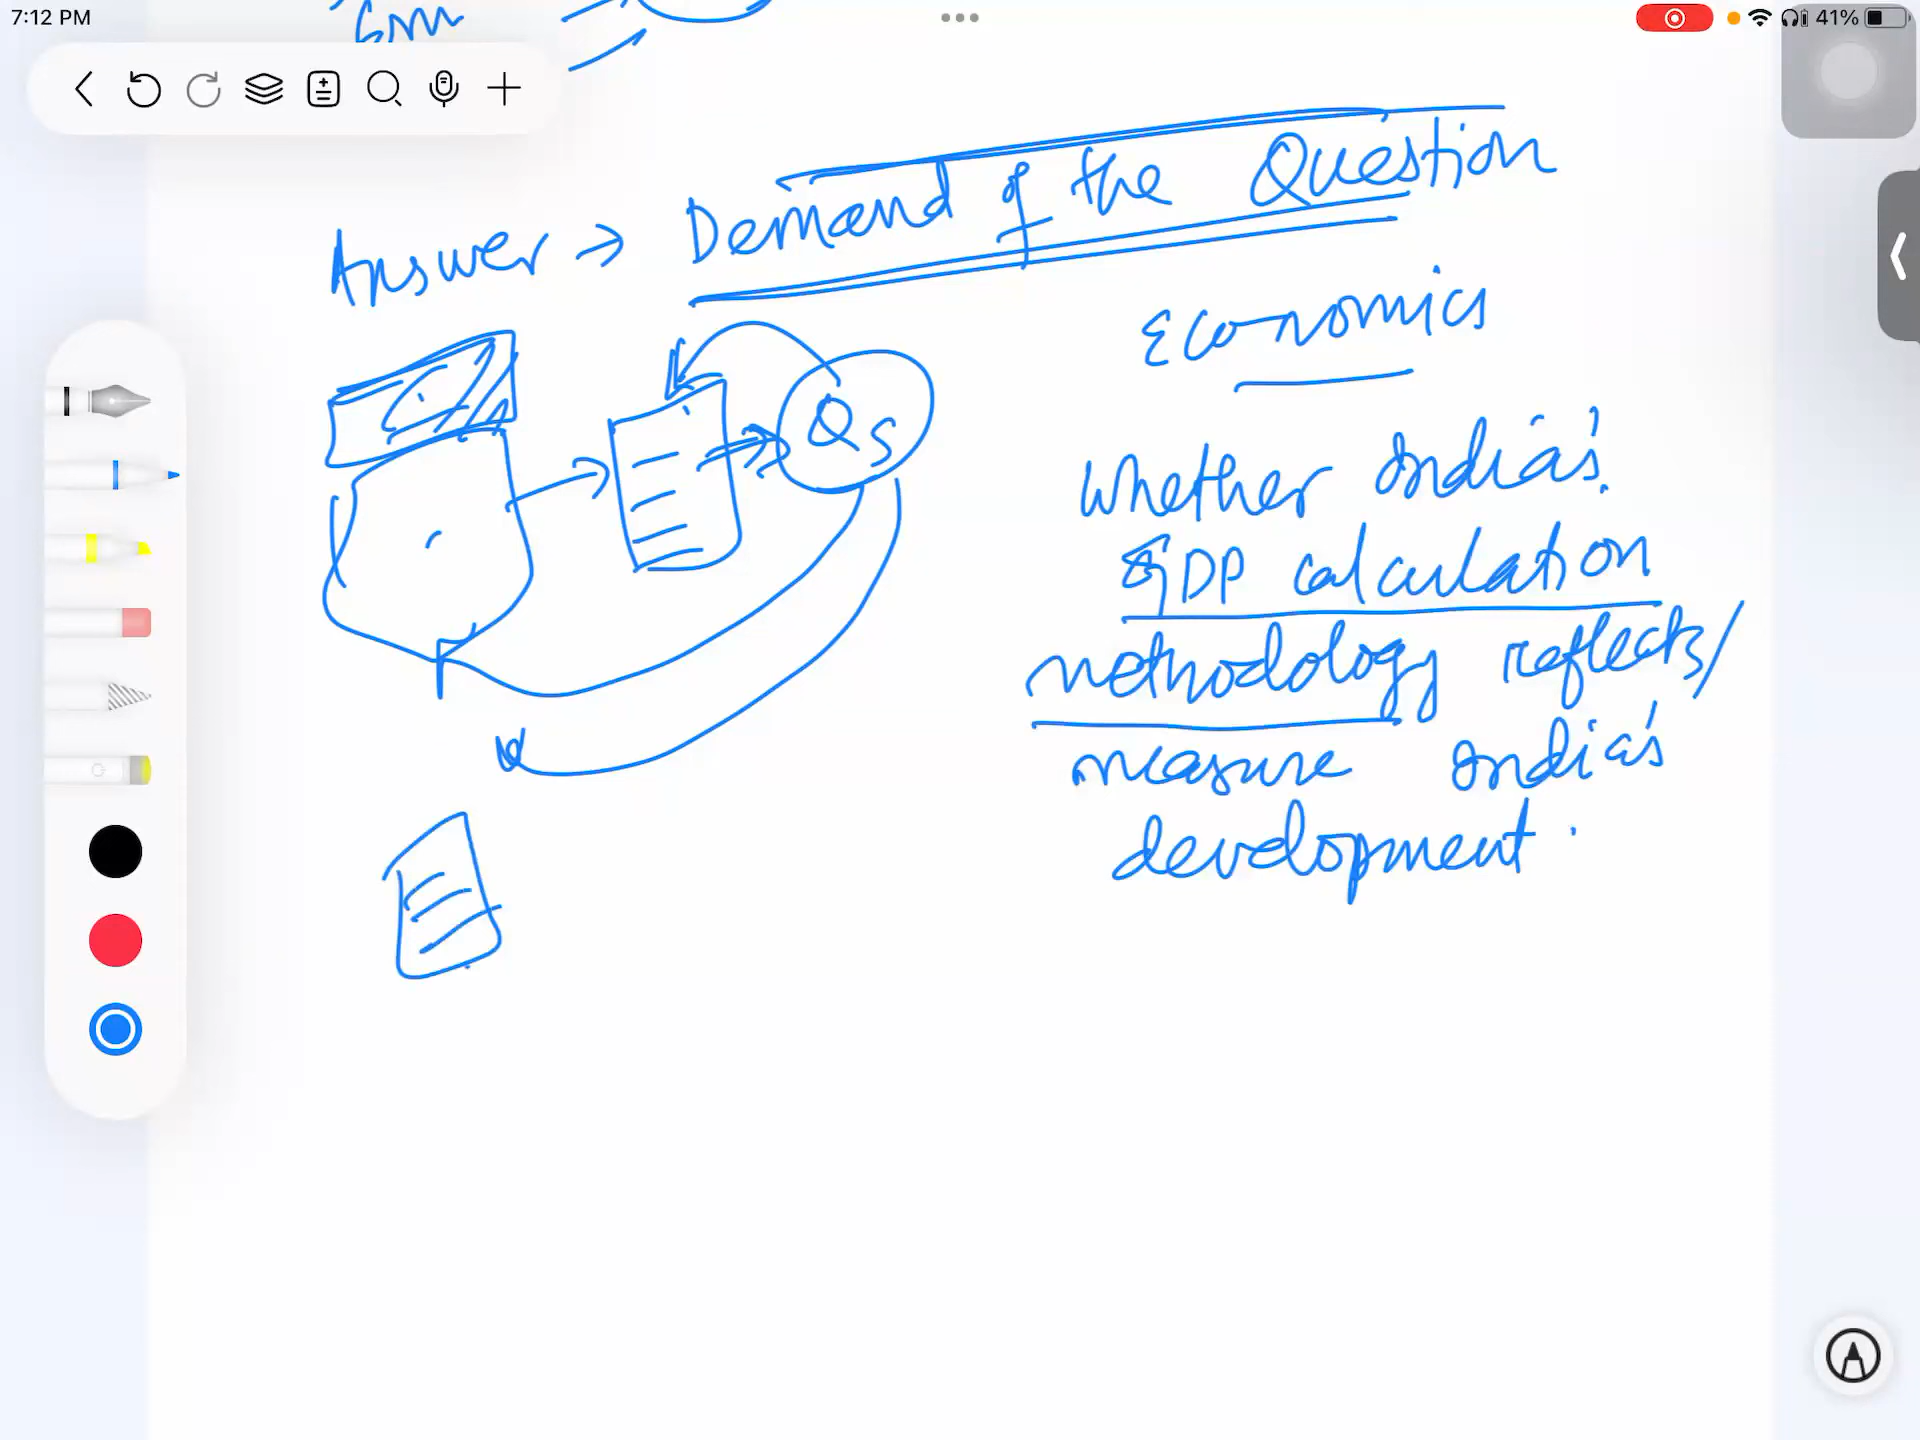 7:12 PM
41%
6m
Answer → Demand of the Question
Economics
Qs
Whether India's
GDP calculation
methodology reflects/
measure India's
development.